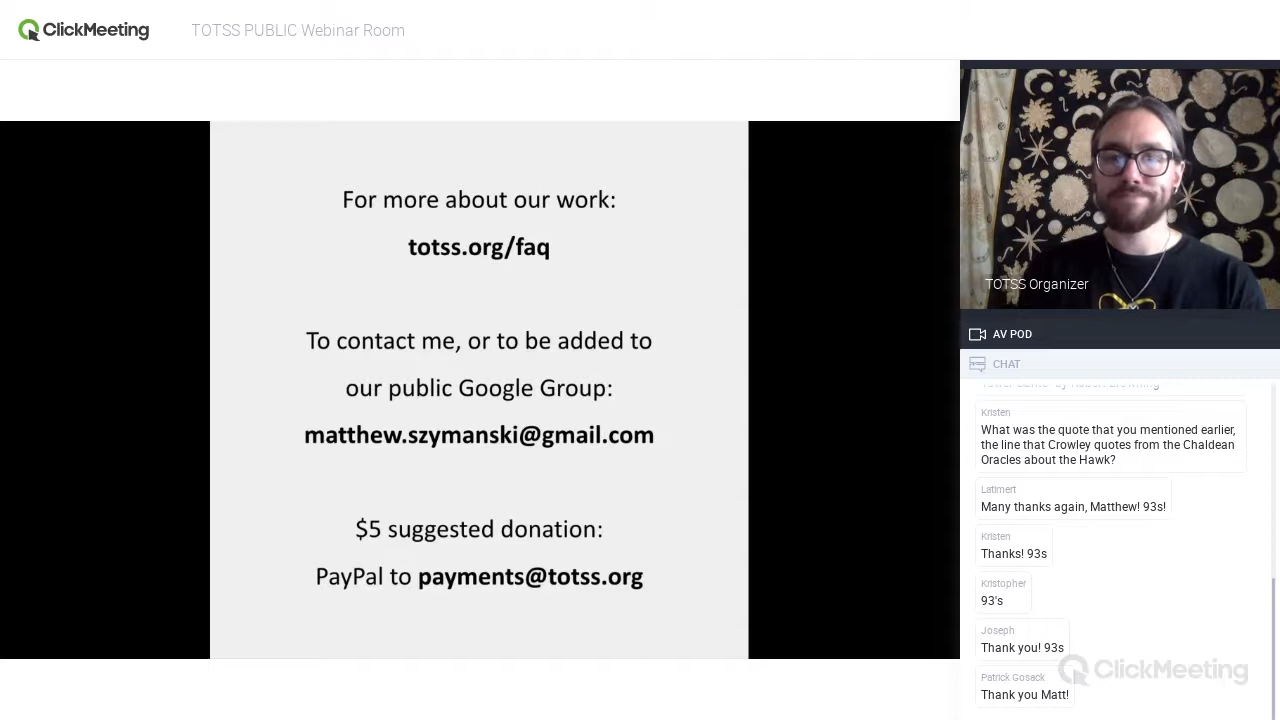 ClickMeeting
TOTSS PUBLIC Webinar Room
For more about our work:
totss.org/faq
To contact me, or to be added to
our public Google Group:
matthew.szymanski@gmail.com
$5 suggested donation:
PayPal to payments@totss.org
TOTSS Organizer
AV POD
CHAT
Kristen
What was the quote that you mentioned earlier,
the line that Crowley quotes from the Chaldean
Oracles about the Hawk?
Latimert
Many thanks again, Matthew! 93s!
Kristen
Thanks! 93s
Kristopher
93's
Joseph
Thank you! 93s
ClickMeeting
Patrick Gosack
Thank you Matt!